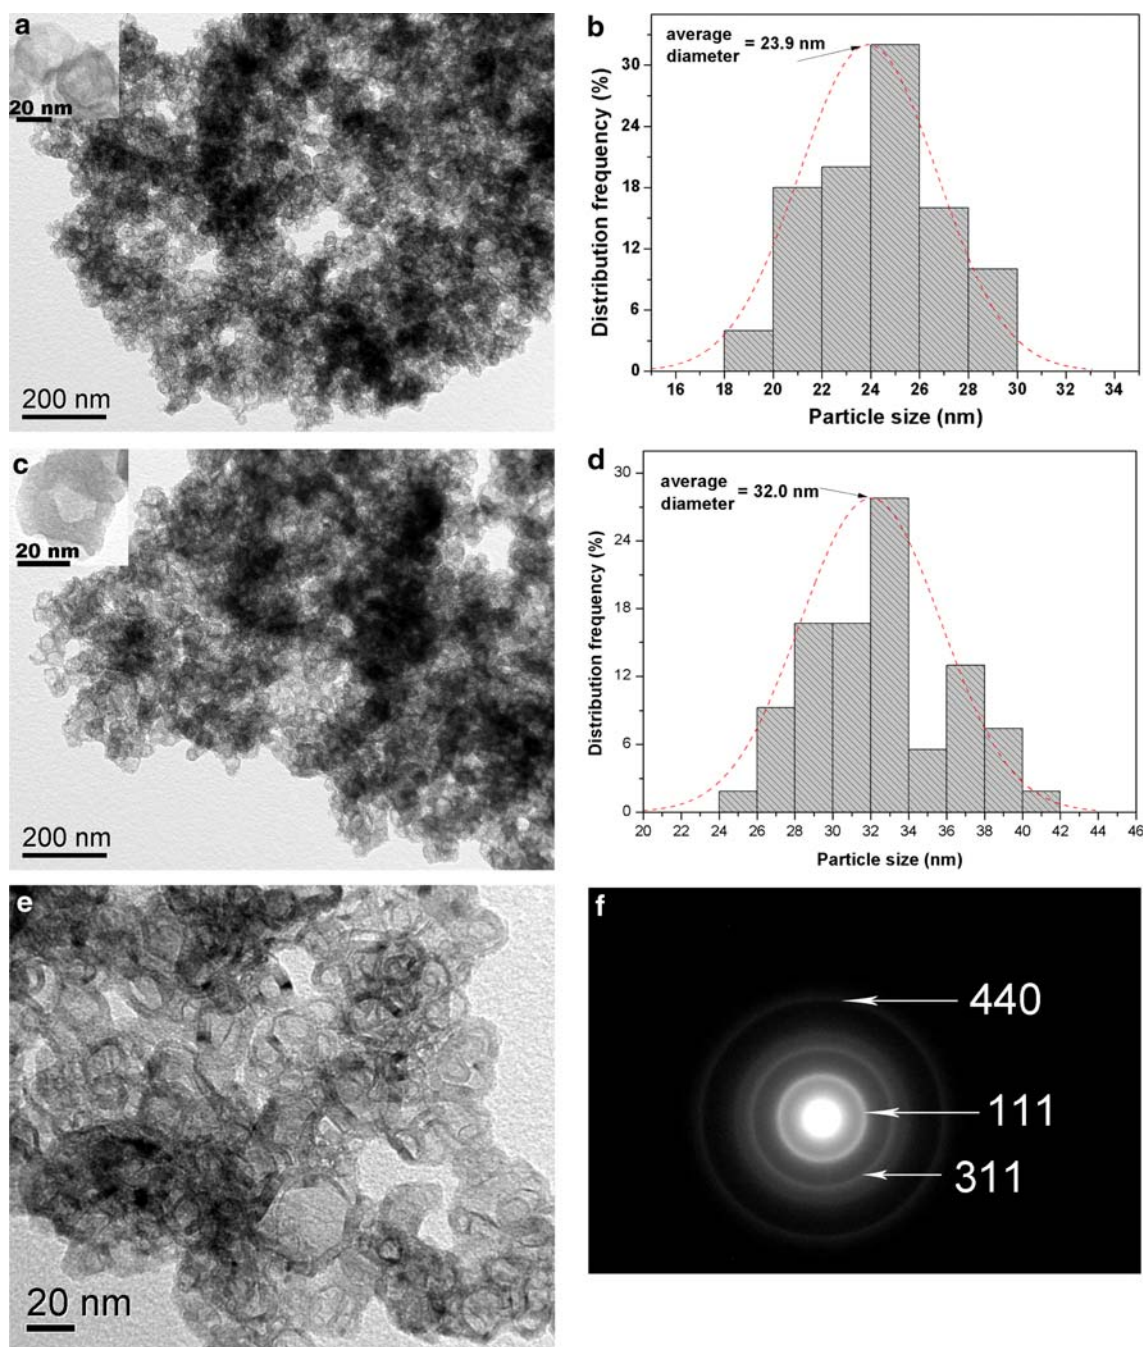 a
20 nm
200 nm
b
average
diameter = 23.9 nm
Distribution frequency (%)
30
24
18
12
6
0
16 18 20 22 24 26 28 30 32 34
Particle size (nm)
c
20 nm
200 nm
d
average
diameter = 32.0 nm
Distribution frequency (%)
30
24
18
12
6
0
20 22 24 26 28 30 32 34 36 38 40 42 44 46
Particle size (nm)
e
20 nm
f
440
111
311